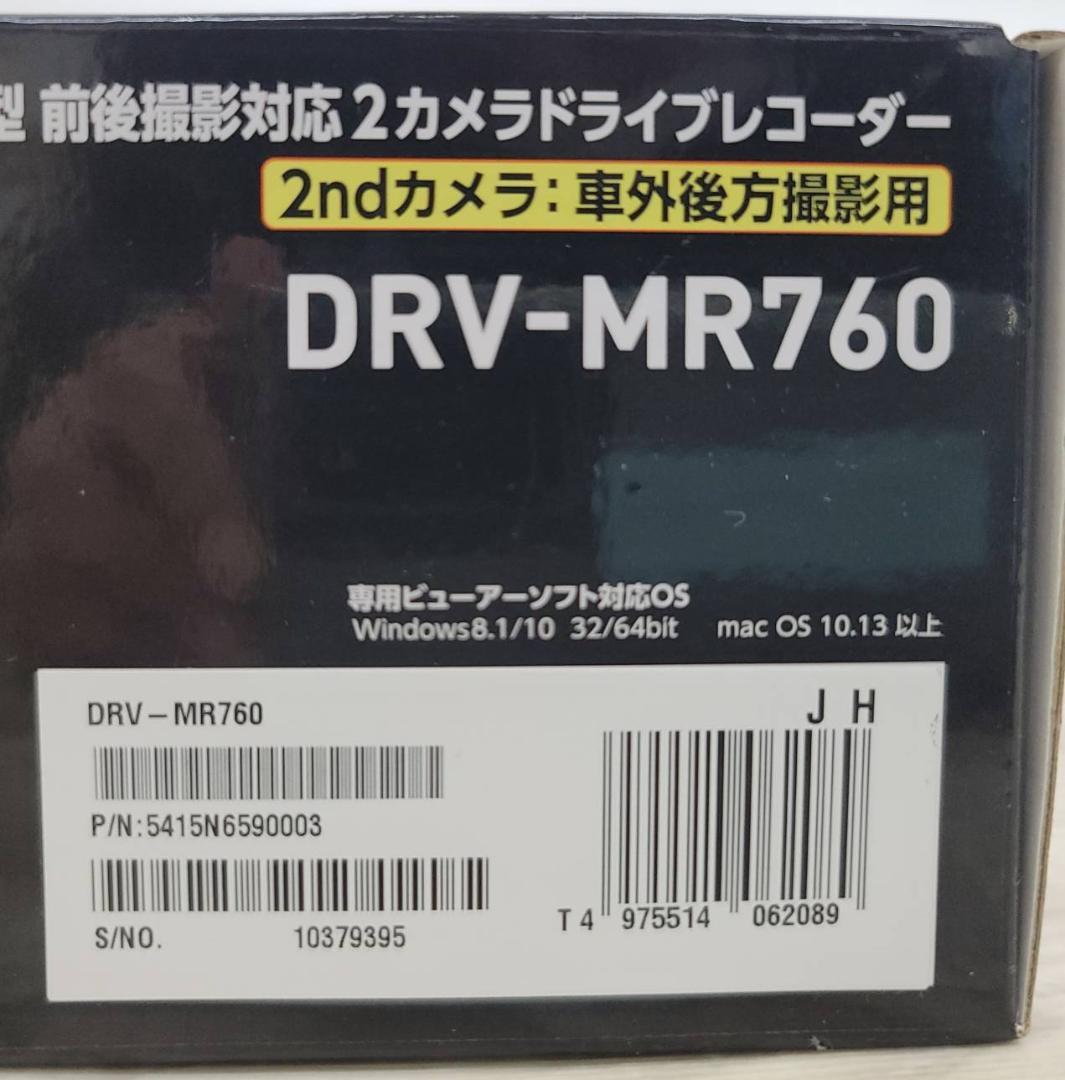 型 前後撮影対応2カメラドライブレコーダー
2ndカメラ:車外後方撮影用
DRV-MR760
専用ビューアーソフト対応OS
Windows8.1/10 32/64bit mac OS 10.13 以上
DRV-MR760
J H
P/N:5415N6590003
S/NO. 10379395
T4 975514 062089